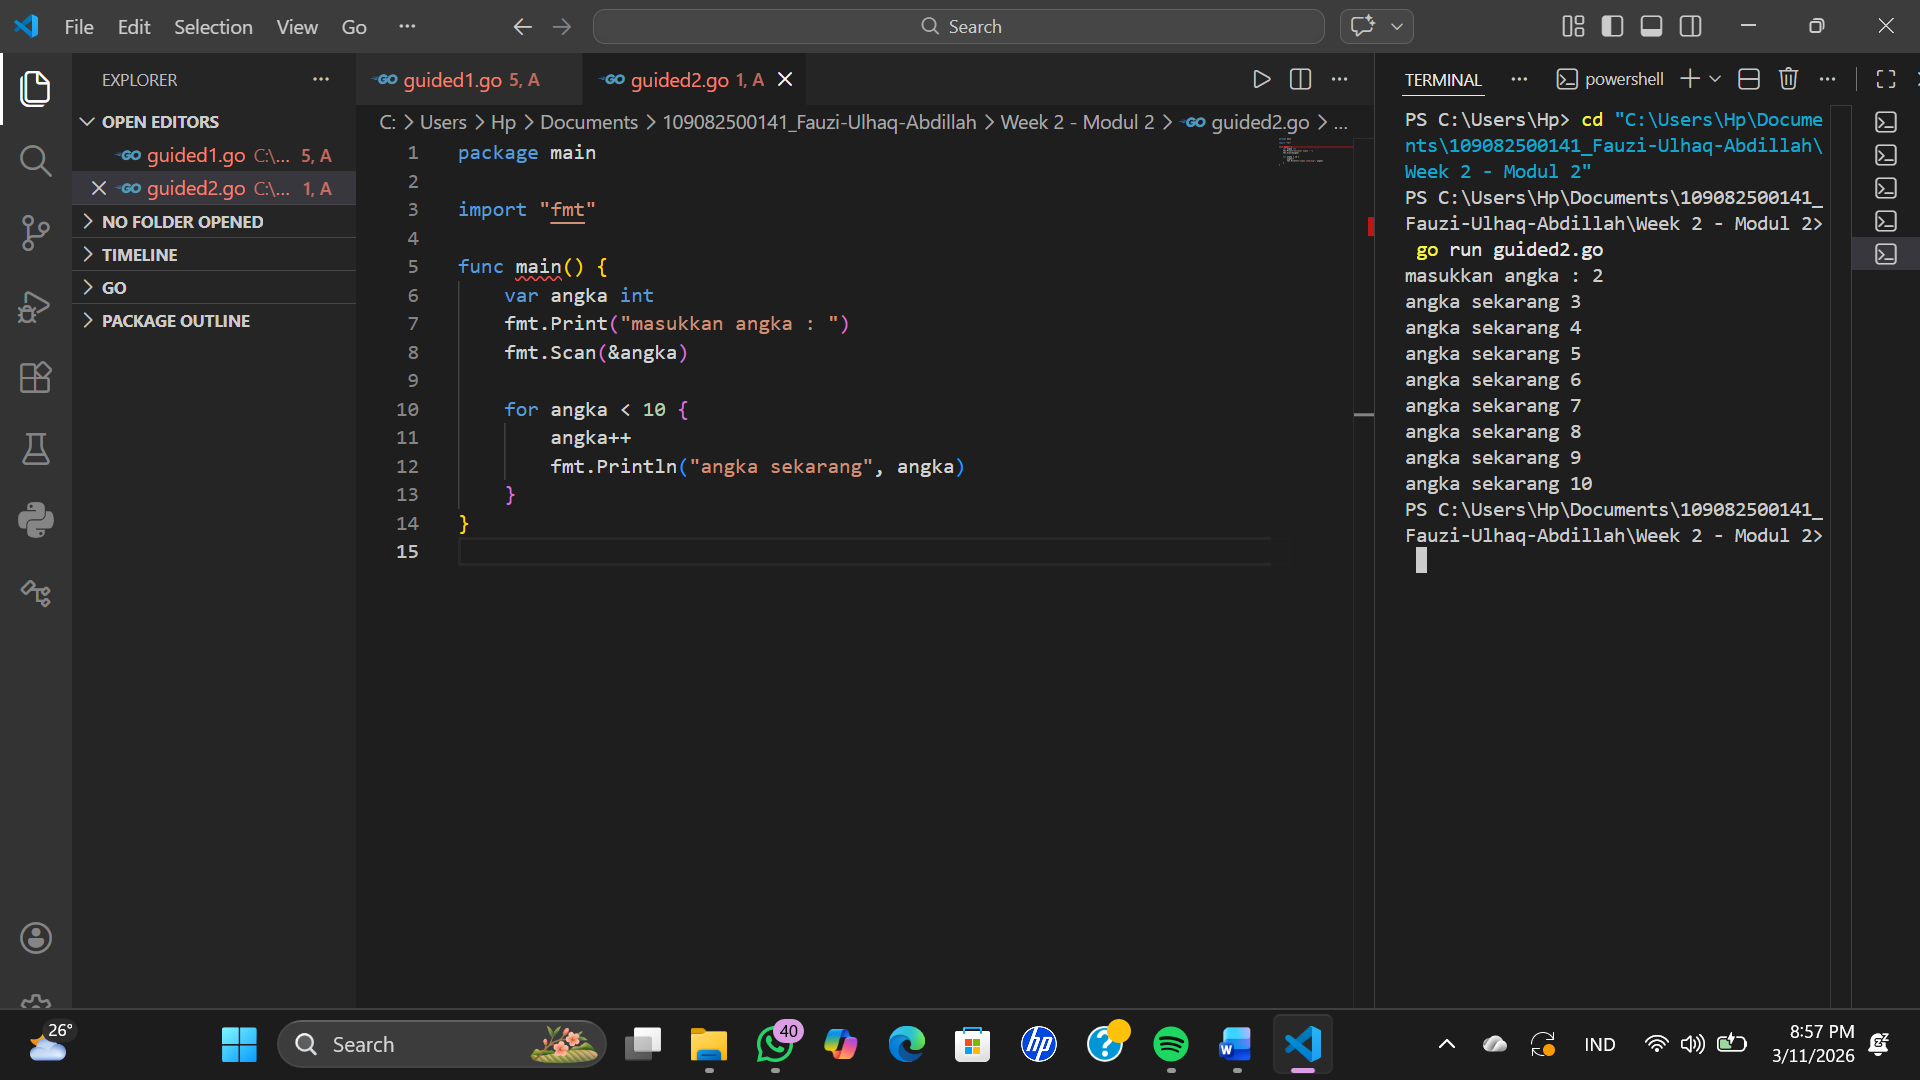 File Edit Selection View Go ··· Search
EXPLORER ···
OPEN EDITORS
guided1.go C:\... 5, A
guided2.go C:\... 1, A
NO FOLDER OPENED
TIMELINE
GO
PACKAGE OUTLINE
guided1.go 5, A guided2.go 1, A
C: > Users > Hp > Documents > 109082500141_Fauzi-Ulhaq-Abdillah > Week 2 - Modul 2 > guided2.go > ...
1 package main
2
3 import "fmt"
4
5 func main() {
6 var angka int
7 fmt.Print("masukkan angka : ")
8 fmt.Scan(&angka)
9
10 for angka < 10 {
11 angka++
12 fmt.Println("angka sekarang", angka)
13 }
14 }
15
TERMINAL ··· powershell
PS C:\Users\Hp> cd "C:\Users\Hp\Docume
nts\109082500141_Fauzi-Ulhaq-Abdillah\
Week 2 - Modul 2"
PS C:\Users\Hp\Documents\109082500141_
Fauzi-Ulhaq-Abdillah\Week 2 - Modul 2>
go run guided2.go
masukkan angka : 2
angka sekarang 3
angka sekarang 4
angka sekarang 5
angka sekarang 6
angka sekarang 7
angka sekarang 8
angka sekarang 9
angka sekarang 10
PS C:\Users\Hp\Documents\109082500141_
Fauzi-Ulhaq-Abdillah\Week 2 - Modul 2>
26° Search 40 hp IND 8:57 PM
3/11/2026